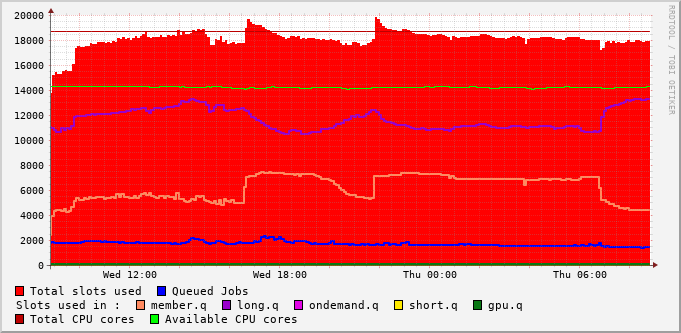 20000
18000
16000
14000
12000
10000
8000
6000
4000
2000
0
Wed 12:00 Wed 18:00 Thu 00:00 Thu 06:00
RRDTOOL / TOBI OETIKER
Total slots used Queued Jobs
Slots used in : member.q long.q ondemand.q short.q gpu.q
Total CPU cores Available CPU cores